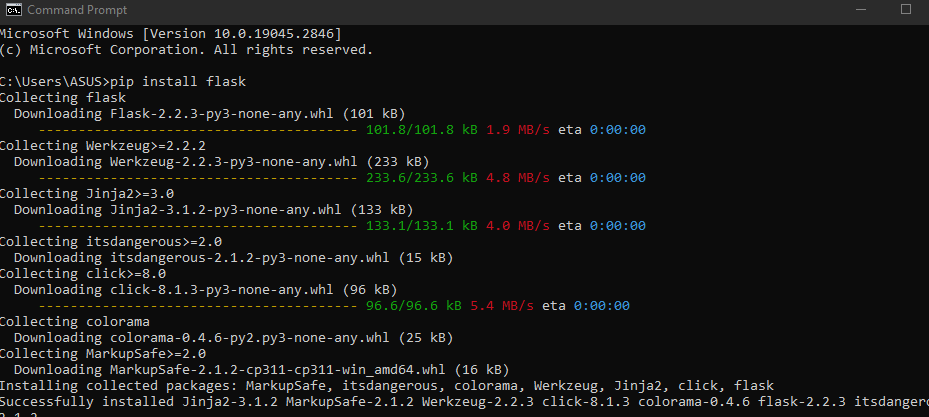 Command Prompt
Microsoft Windows [Version 10.0.19045.2846]
(c) Microsoft Corporation. All rights reserved.
C:\Users\ASUS>pip install flask
Collecting flask
  Downloading Flask-2.2.3-py3-none-any.whl (101 kB)
     ---------------------------------------- 101.8/101.8 kB 1.9 MB/s eta 0:00:00
Collecting Werkzeug>=2.2.2
  Downloading Werkzeug-2.2.3-py3-none-any.whl (233 kB)
     ---------------------------------------- 233.6/233.6 kB 4.8 MB/s eta 0:00:00
Collecting Jinja2>=3.0
  Downloading Jinja2-3.1.2-py3-none-any.whl (133 kB)
     ---------------------------------------- 133.1/133.1 kB 4.0 MB/s eta 0:00:00
Collecting itsdangerous>=2.0
  Downloading itsdangerous-2.1.2-py3-none-any.whl (15 kB)
Collecting click>=8.0
  Downloading click-8.1.3-py3-none-any.whl (96 kB)
     ---------------------------------------- 96.6/96.6 kB 5.4 MB/s eta 0:00:00
Collecting colorama
  Downloading colorama-0.4.6-py2.py3-none-any.whl (25 kB)
Collecting MarkupSafe>=2.0
  Downloading MarkupSafe-2.1.2-cp311-cp311-win_amd64.whl (16 kB)
Installing collected packages: MarkupSafe, itsdangerous, colorama, Werkzeug, Jinja2, click, flask
Successfully installed Jinja2-3.1.2 MarkupSafe-2.1.2 Werkzeug-2.2.3 click-8.1.3 colorama-0.4.6 flask-2.2.3 itsdangero
2.1.2